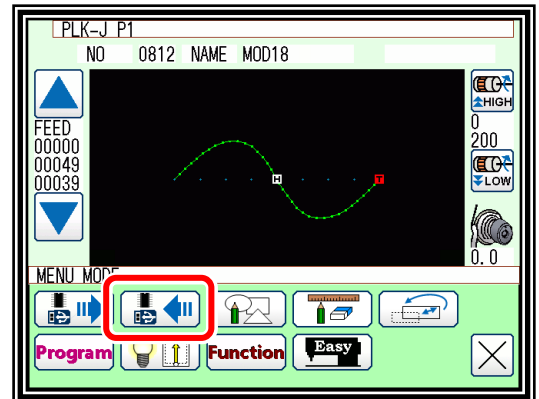 PLK-J P1
NO 0812 NAME MOD18
HIGH
FEED
00000
00049
00039
0
200
LOW
0.0
H
T
MENU MODE
Program
Function
Easy